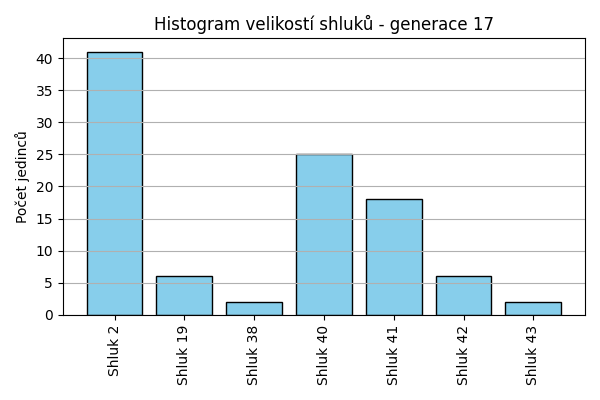 Histogram velikostí shluků - generace 17
Počet jedinců
40
35
30
25
20
15
10
5
0
Shluk 2
Shluk 19
Shluk 38
Shluk 40
Shluk 41
Shluk 42
Shluk 43